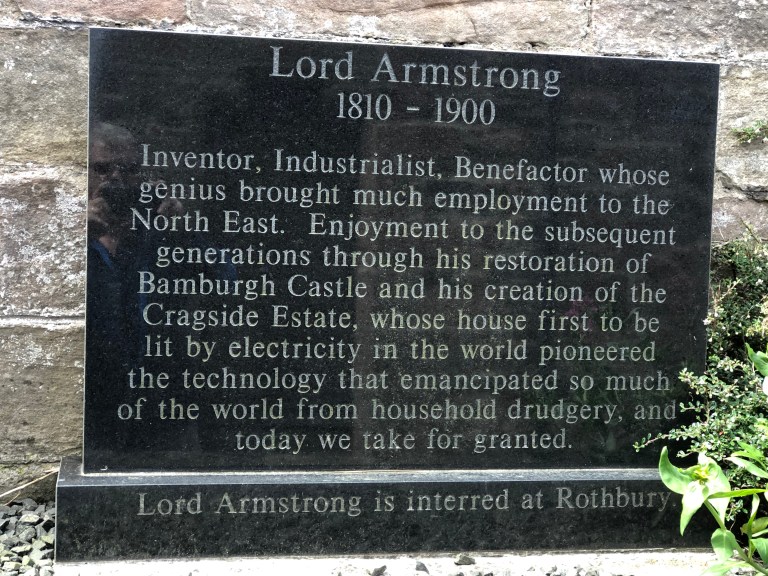 Lord Armstrong
1810 - 1900
Inventor, Industrialist, Benefactor whose
genius brought much employment to the
North East. Enjoyment to the subsequent
generations through his restoration of
Bamburgh Castle and his creation of the
Cragside Estate, whose house first to be
lit by electricity in the world pioneered
the technology that emancipated so much
of the world from household drudgery, and
today we take for granted.
Lord Armstrong is interred at Rothbury.